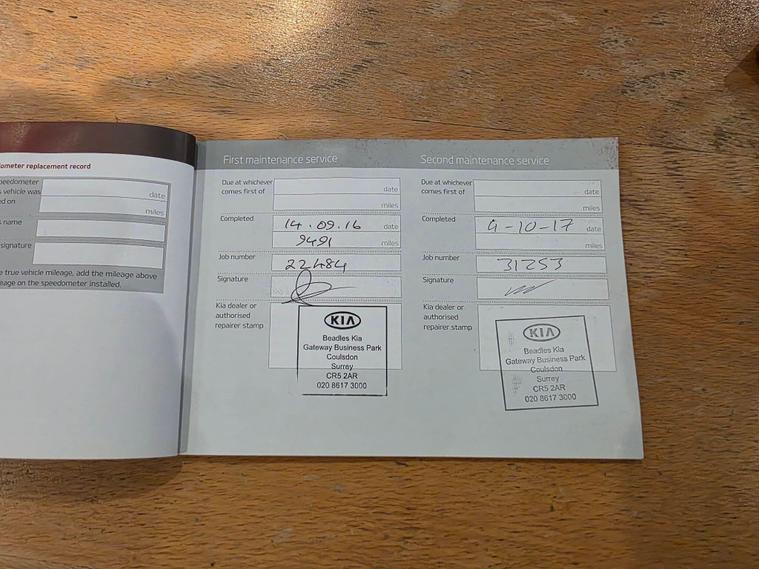 ometer replacement record
peedometer
s vehicle was
ed on
date
miles
s name
signature
e true vehicle mileage, add the mileage above
eage on the speedometer installed.
First maintenance service
Due at whichever
comes first of
date
miles
Completed
14.09.16 date
9491 miles
Job number
22484
Signature
Kia dealer or
authorised
repairer stamp
KIA
Beadles Kia
Gateway Business Park
Coulsdon
Surrey
CR5 2AR
020 8617 3000
Second maintenance service
Due at whichever
comes first of
date
miles
Completed
4-10-17 date
miles
Job number
31253
Signature
Kia dealer or
authorised
repairer stamp
KIA
Beadles Kia
Gateway Business Park
Coulsdon
Surrey
CR5 2AR
020 8617 3000